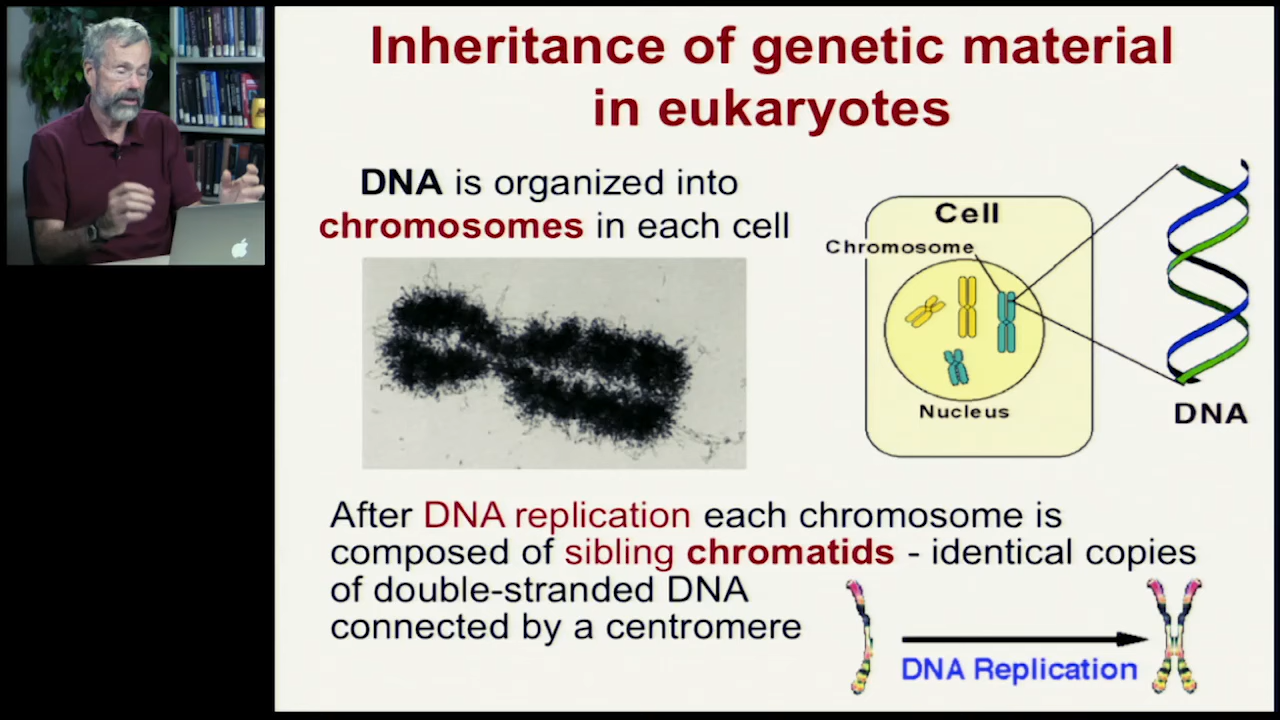 Inheritance of genetic material
in eukaryotes
DNA is organized into
chromosomes in each cell
Cell
Chromosome
Nucleus
DNA
After DNA replication each chromosome is
composed of sibling chromatids - identical copies
of double-stranded DNA
connected by a centromere
DNA Replication